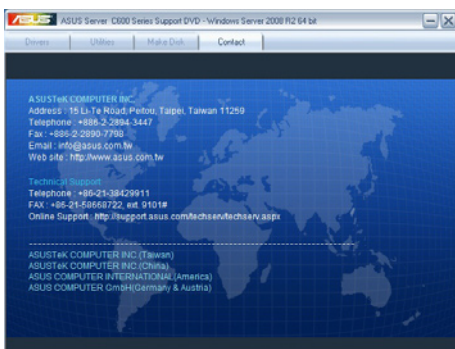 ASUS ASUS Server C600 Series Support DVD - Windows Server 2008 R2 64 bit
Drivers Utilities Make Disk Contact
ASUSTeK COMPUTER INC.
Address : 15 Li-Te Road, Peitou, Taipei, Taiwan 11259
Telephone : +886-2-2894-3447
Fax : +886-2-2890-7798
Email : info@asus.com.tw
Web site : http://www.asus.com.tw
Technical Support
Telephone : +86-21-38429911
FAX : +86-21-58668722, ext. 9101#
Online Support : http://support.asus.com/techserv/techserv.aspx
ASUSTeK COMPUTER INC.(Taiwan)
ASUSTeK COMPUTER INC.(China)
ASUS COMPUTER INTERNATIONAL(America)
ASUS COMPUTER GmbH(Germany & Austria)